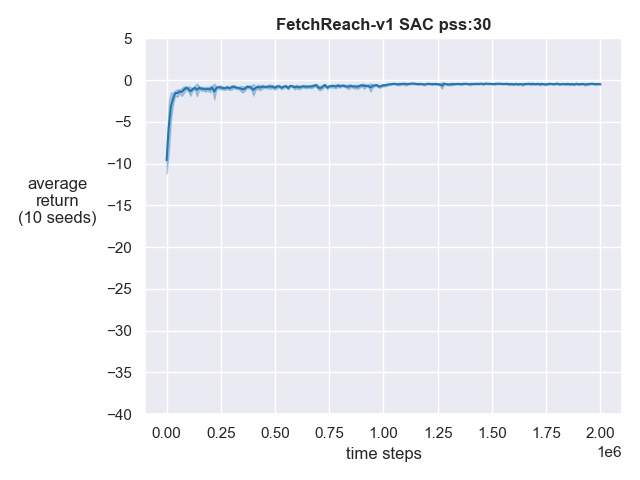 FetchReach-v1 SAC pss:30
5
0
−5
−10
−15
−20
−25
−30
−35
−40
average
return
(10 seeds)
0.00 0.25 0.50 0.75 1.00 1.25 1.50 1.75 2.00
time steps
1e6